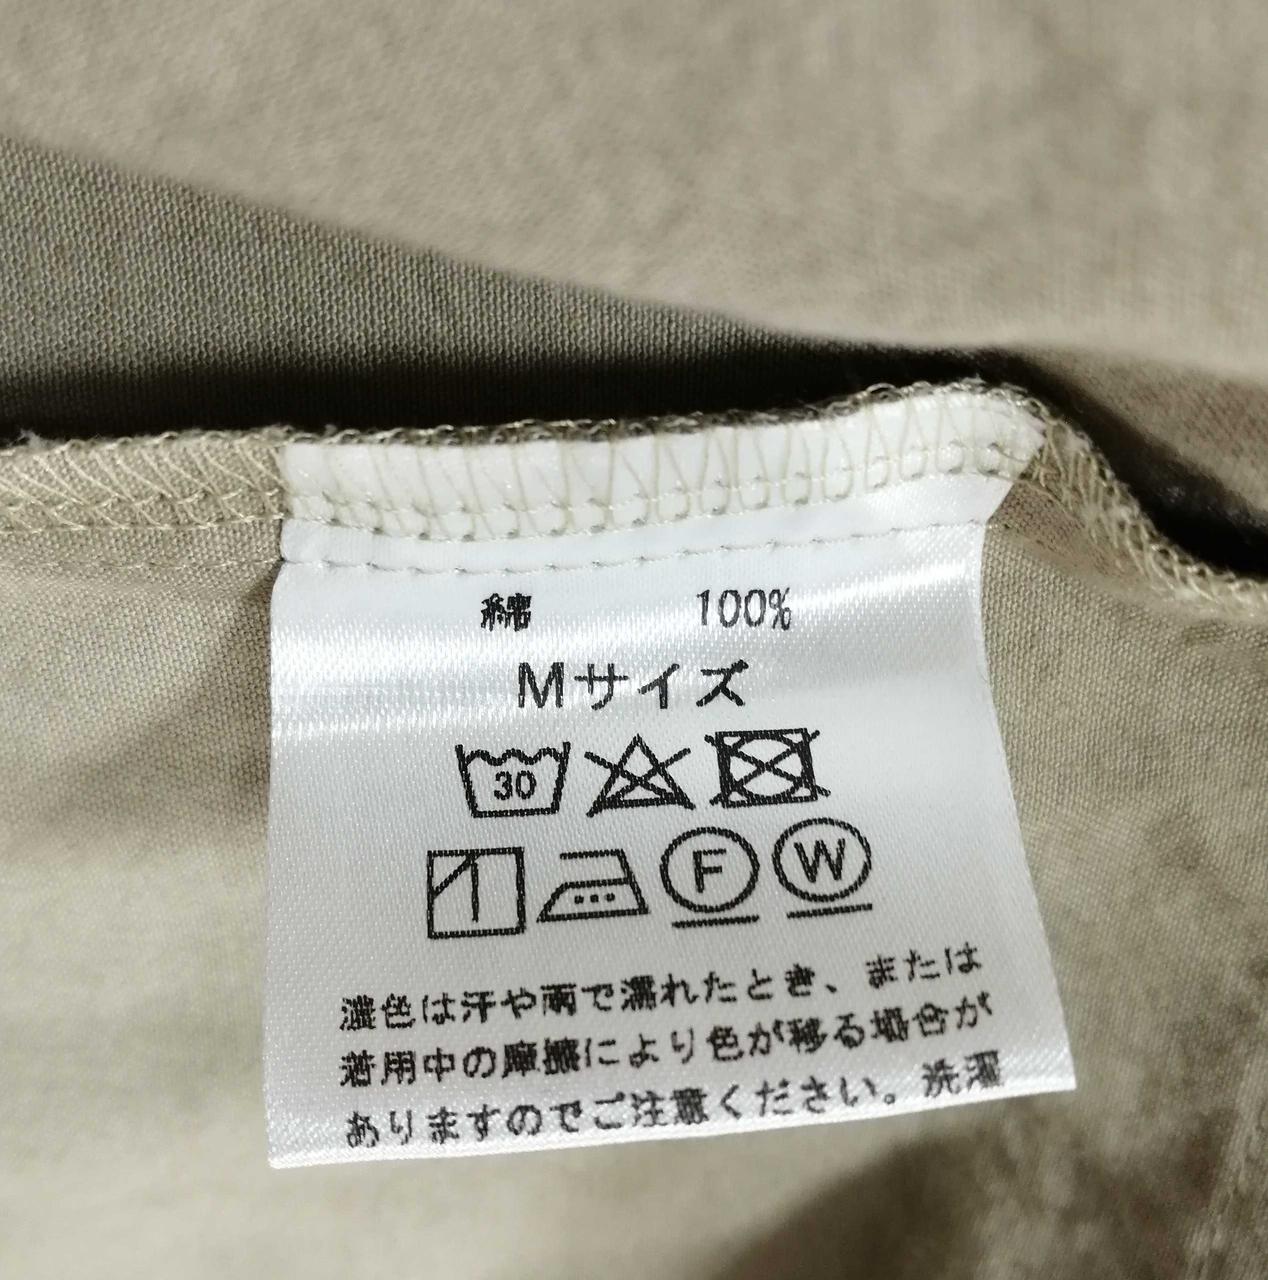 綿 100%
Mサイズ
30
F W
濃色は汗や雨で濡れたとき、または
着用中の摩擦により色が移る場合が
ありますのでご注意ください。洗濯